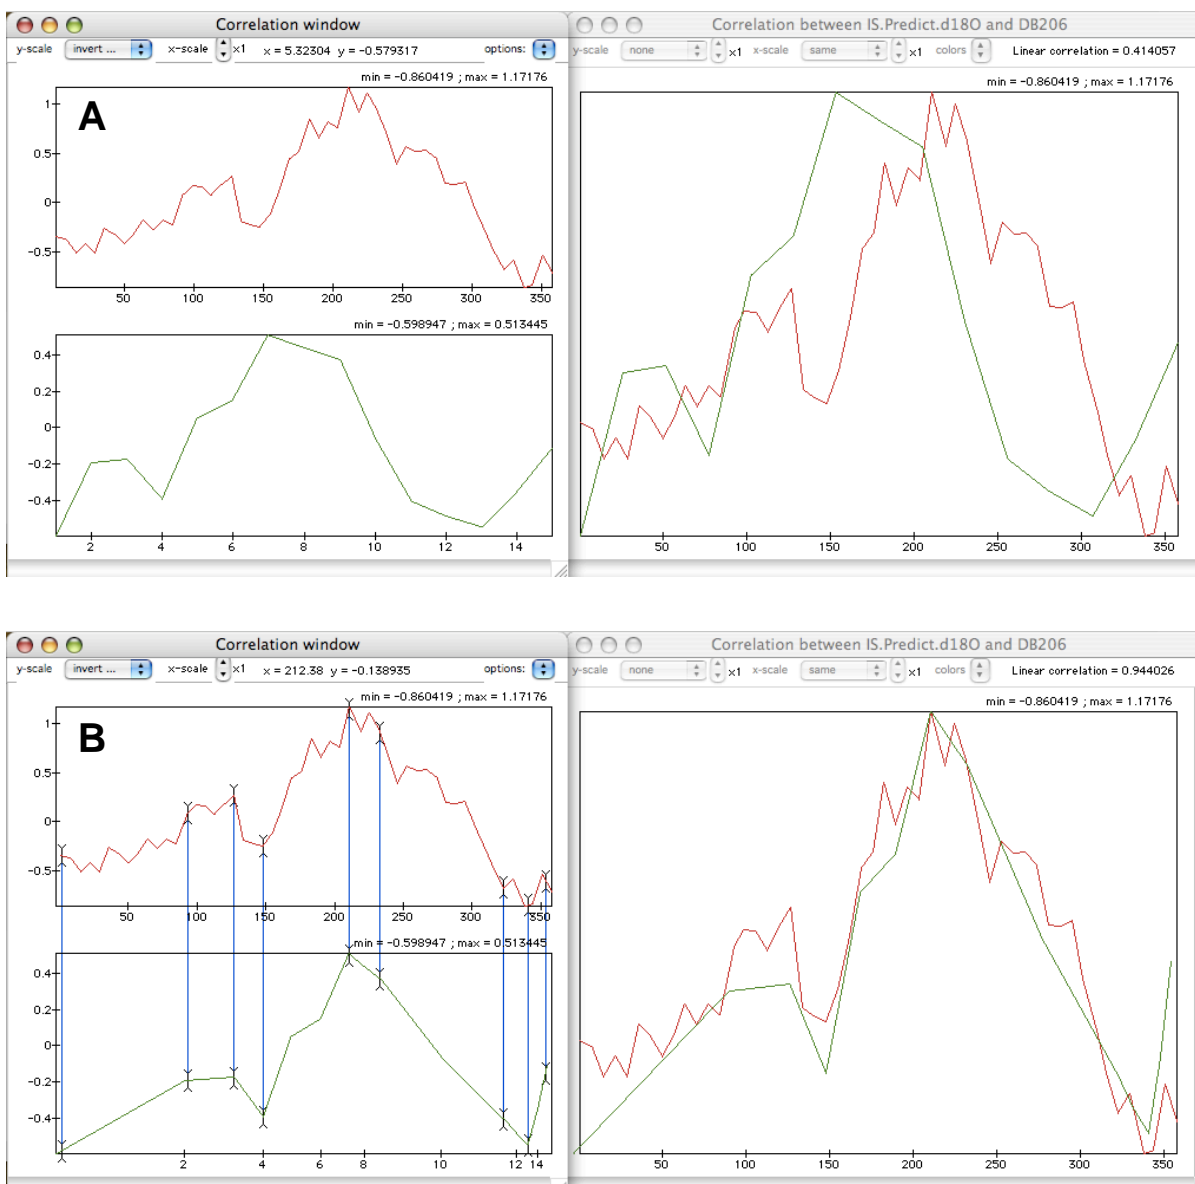 Correlation window
y-scale invert ... x-scale x1 x = 5.32304 y = -0.579317 options:
min = -0.860419 ; max = 1.17176
A
1
0.5
0
-0.5
50 100 150 200 250 300 350
min = -0.598947 ; max = 0.513445
0.4
0.2
0
-0.2
-0.4
2 4 6 8 10 12 14
Correlation between IS.Predict.d18O and DB206
y-scale none x1 x-scale same x1 colors Linear correlation = 0.414057
min = -0.860419 ; max = 1.17176
50 100 150 200 250 300 350
Correlation window
y-scale invert ... x-scale x1 x = 212.38 y = -0.138935 options:
min = -0.860419 ; max = 1.17176
B
1
0.5
0
-0.5
50 100 150 200 250 300 350
min = -0.598947 ; max = 0.513445
0.4
0.2
0
-0.2
-0.4
2 4 6 8 10 12 14
Correlation between IS.Predict.d18O and DB206
y-scale none x1 x-scale same x1 colors Linear correlation = 0.944026
min = -0.860419 ; max = 1.17176
50 100 150 200 250 300 350